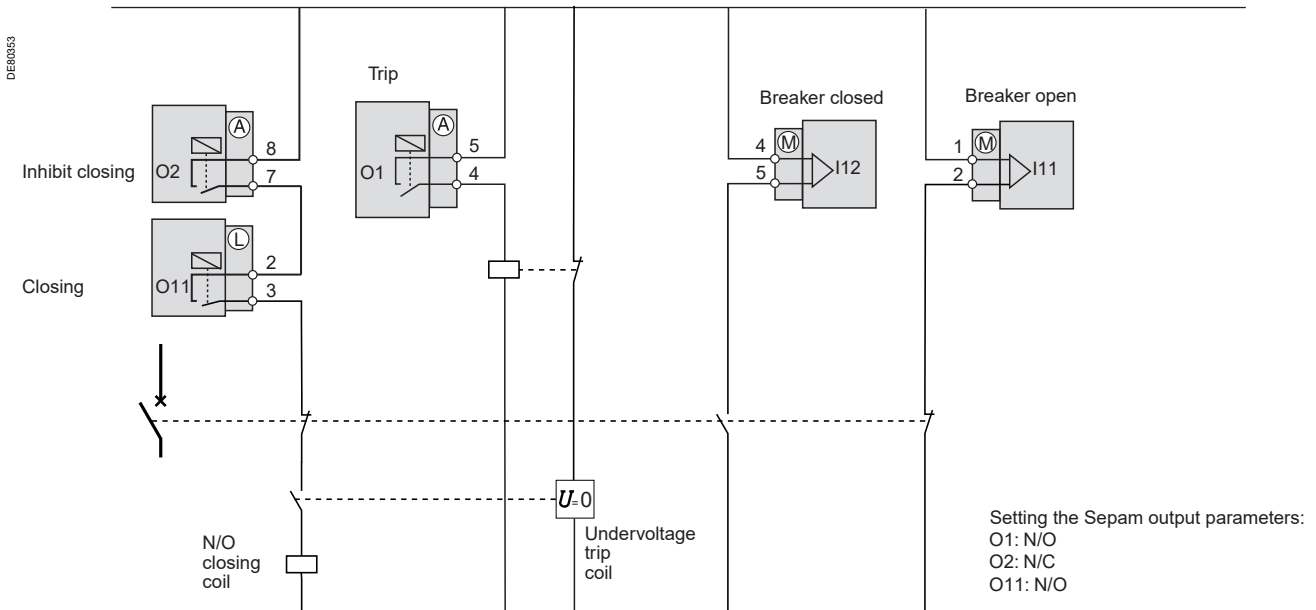 DE80353
Trip
Breaker closed
Breaker open
A
8
Inhibit closing
O2
7
A
5
O1
4
M
4
I12
5
M
1
I11
2
L
2
Closing
O11
3
U=0
N/O
closing
coil
Undervoltage
trip
coil
Setting the Sepam output parameters:
O1: N/O
O2: N/C
O11: N/O